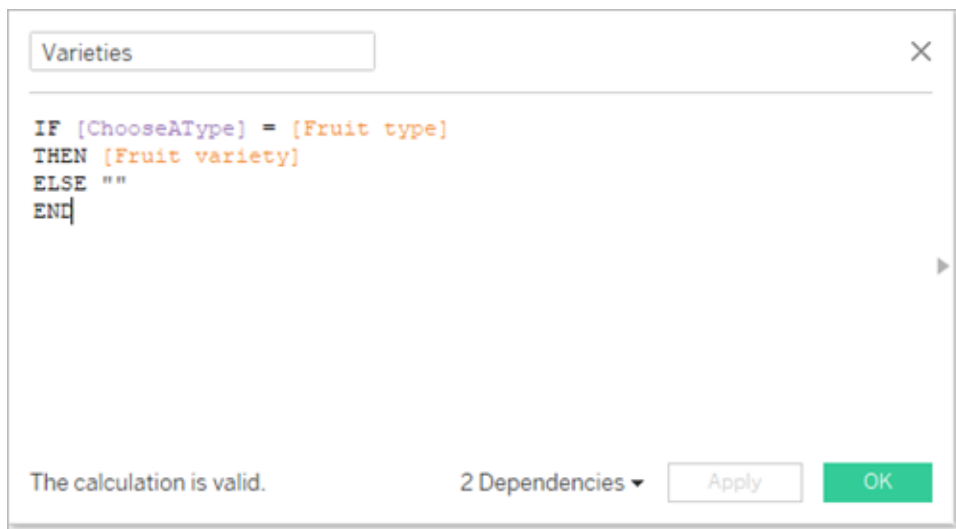 Varieties
IF [ChooseAType] = [Fruit type]
THEN [Fruit variety]
ELSE ""
END
The calculation is valid.
2 Dependencies
Apply
OK